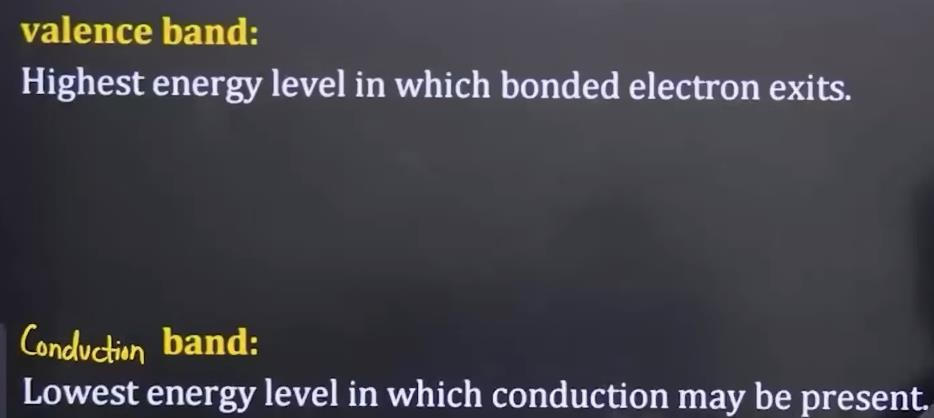 valence band:
Highest energy level in which bonded electron exits.
Conduction band:
Lowest energy level in which conduction may be present.